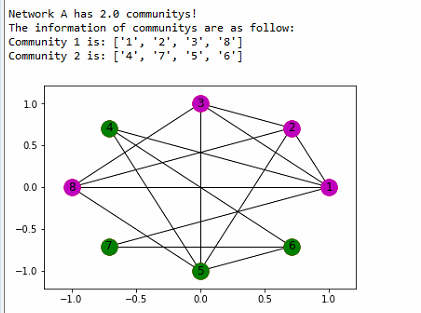 Network A has 2.0 communitys!
The information of communitys are as follow:
Community 1 is: ['1', '2', '3', '8']
Community 2 is: ['4', '7', '5', '6']
1.0
3
4
2
0.5
0.0
8
1
−0.5
7
6
−1.0
5
−1.0 −0.5 0.0 0.5 1.0